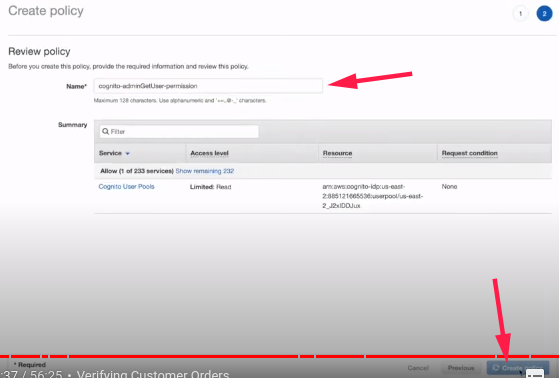 Create policy
1 2
Review policy
Before you create this policy, provide the required information and review this policy.
Name* cognito-adminGetUser-permission
Maximum 128 characters. Use alphanumeric and '+=,.@-_' characters.
Summary
Filter
Service Access level Resource Request condition
Allow (1 of 233 services) Show remaining 232
Cognito User Pools Limited: Read arn:aws:cognito-idp:us-east- None
2:885121665536:userpool/us-east-
* Required
Cancel Previous Create policy
:37 / 56:25 • Verifying Customer Orders